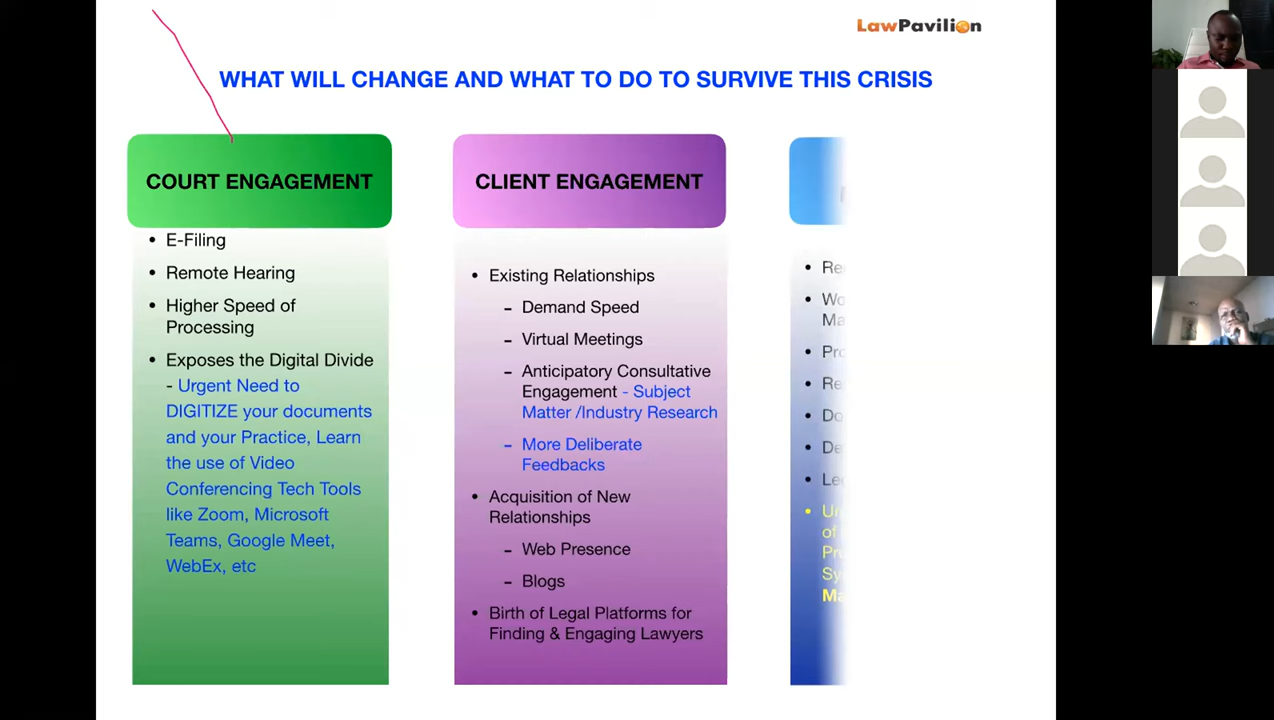 LawPavilion
WHAT WILL CHANGE AND WHAT TO DO TO SURVIVE THIS CRISIS
COURT ENGAGEMENT
• E-Filing
• Remote Hearing
• Higher Speed of
Processing
• Exposes the Digital Divide
- Urgent Need to
DIGITIZE your documents
and your Practice, Learn
the use of Video
Conferencing Tech Tools
like Zoom, Microsoft
Teams, Google Meet,
WebEx, etc
CLIENT ENGAGEMENT
• Existing Relationships
– Demand Speed
– Virtual Meetings
– Anticipatory Consultative
Engagement - Subject
Matter /Industry Research
– More Deliberate
Feedbacks
• Acquisition of New
Relationships
– Web Presence
– Blogs
• Birth of Legal Platforms for
Finding & Engaging Lawyers